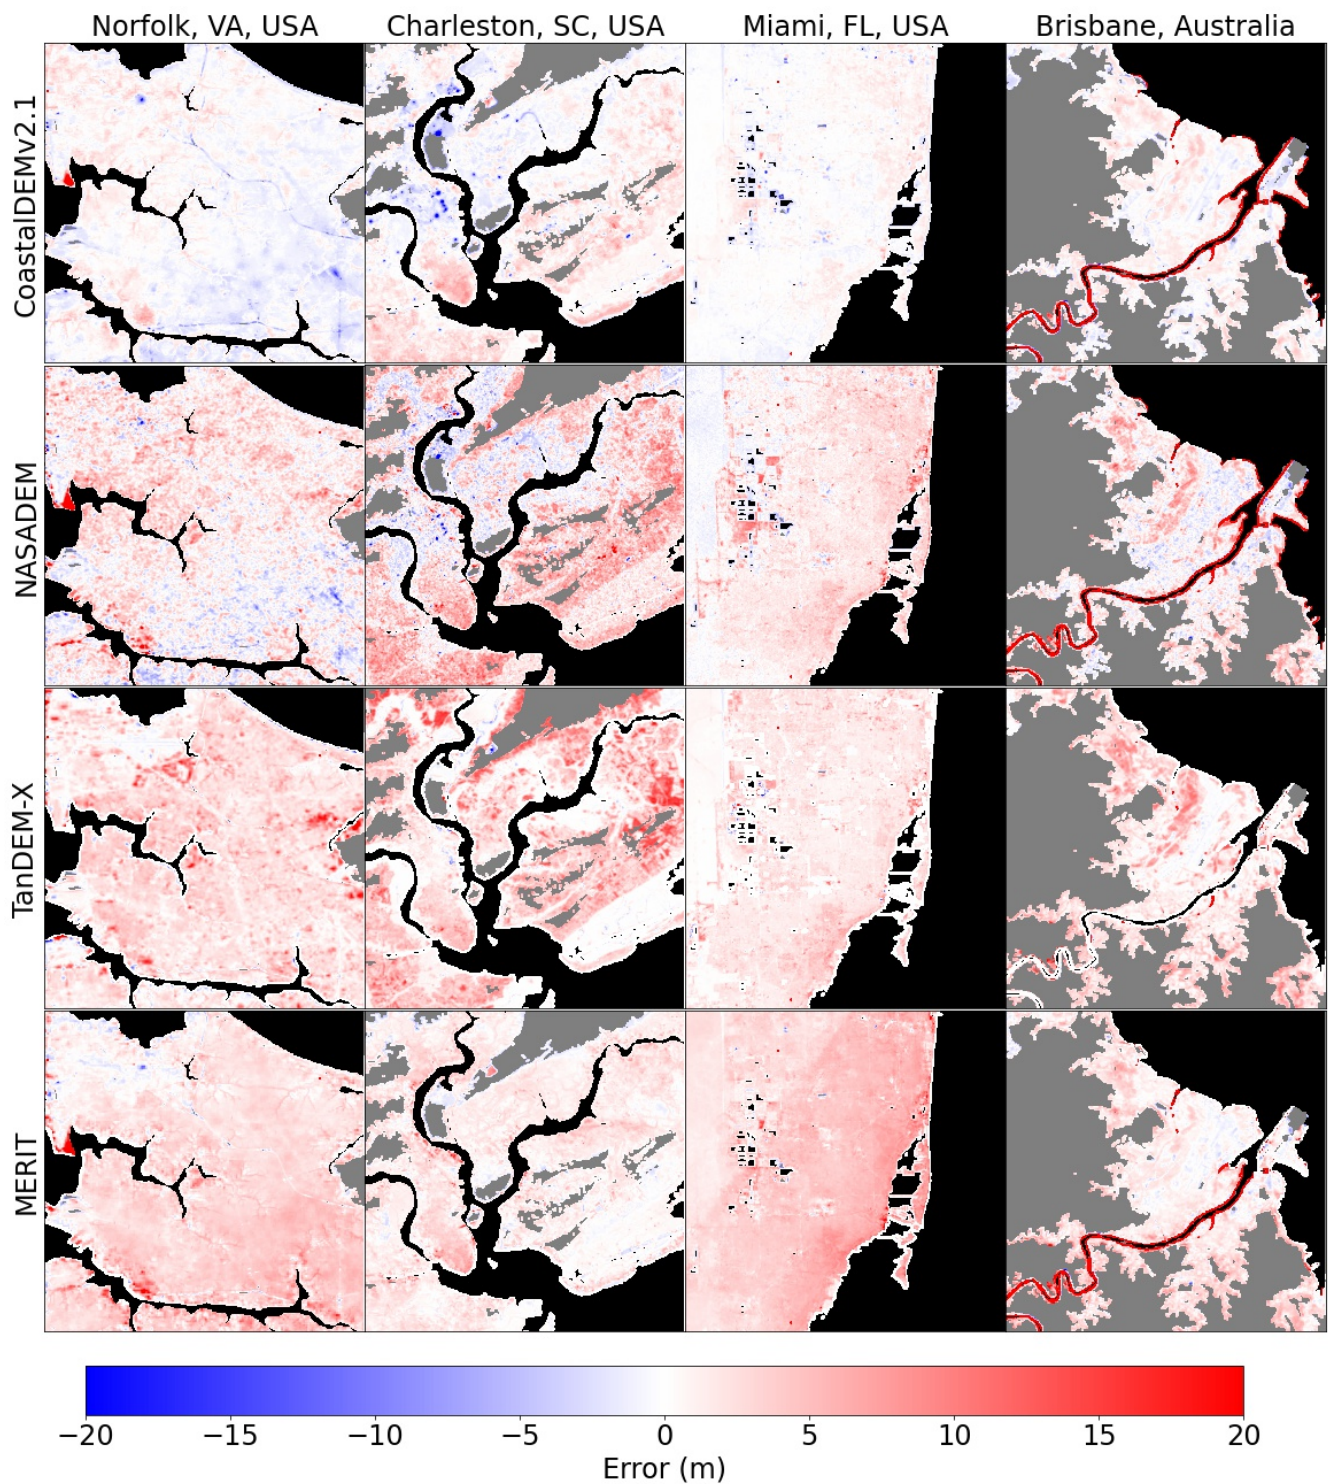 Norfolk, VA, USA Charleston, SC, USA Miami, FL, USA Brisbane, Australia
CoastalDEMv2.1
NASADEM
TanDEM-X
MERIT
−20 −15 −10 −5 0 5 10 15 20
Error (m)